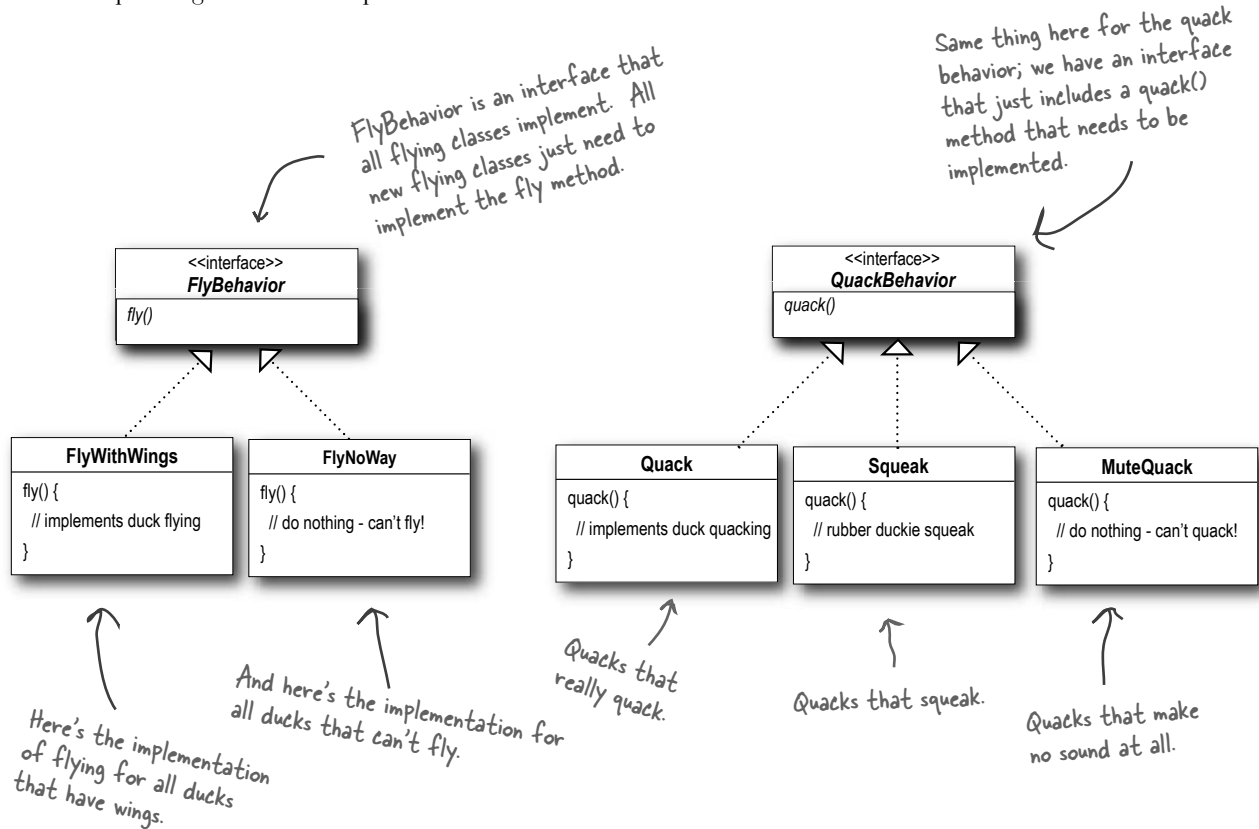 FlyBehavior is an interface that
all flying classes implement. All
new flying classes just need to
implement the fly method.
Same thing here for the quack
behavior; we have an interface
that just includes a quack()
method that needs to be
implemented.
<<interface>>
FlyBehavior
fly()
<<interface>>
QuackBehavior
quack()
FlyWithWings
fly() {
// implements duck flying
}
FlyNoWay
fly() {
// do nothing - can't fly!
}
Quack
quack() {
// implements duck quacking
}
Squeak
quack() {
// rubber duckie squeak
}
MuteQuack
quack() {
// do nothing - can't quack!
}
Here's the implementation
of flying for all ducks
that have wings.
And here's the implementation for
all ducks that can't fly.
Quacks that
really quack.
Quacks that squeak.
Quacks that make
no sound at all.